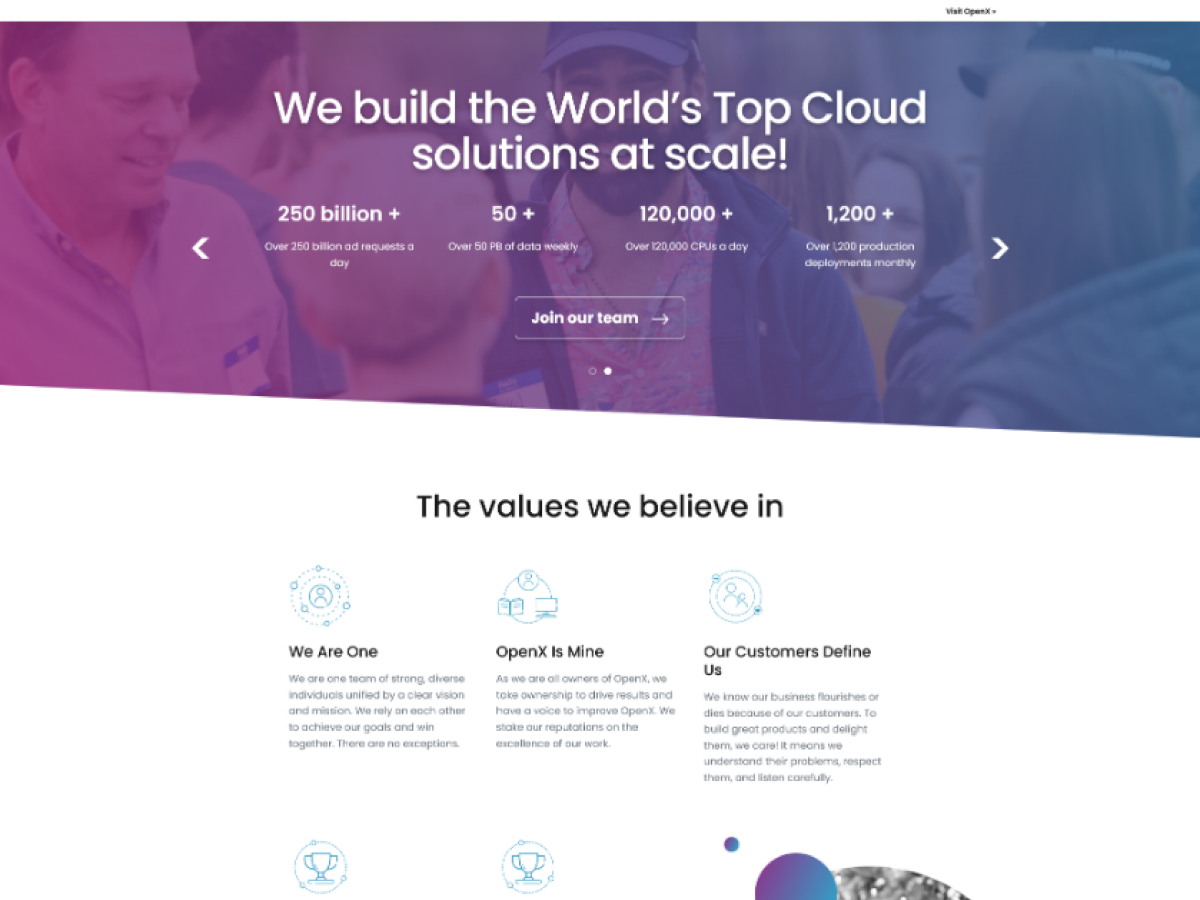 Visit OpenX »
We build the World's Top Cloud
solutions at scale!
250 billion +
Over 250 billion ad requests a
day
50 +
Over 50 PB of data weekly
120,000 +
Over 120,000 CPUs a day
1,200 +
Over 1,200 production
deployments monthly
Join our team
The values we believe in
We Are One
We are one team of strong, diverse
individuals unified by a clear vision
and mission. We rely on each other
to achieve our goals and win
together. There are no exceptions.
OpenX Is Mine
As we are all owners of OpenX, we
take ownership to drive results and
have a voice to improve OpenX. We
stake our reputations on the
excellence of our work.
Our Customers Define
Us
We know our business flourishes or
dies because of our customers. To
build great products and delight
them, we care! It means we
understand their problems, respect
them, and listen carefully.